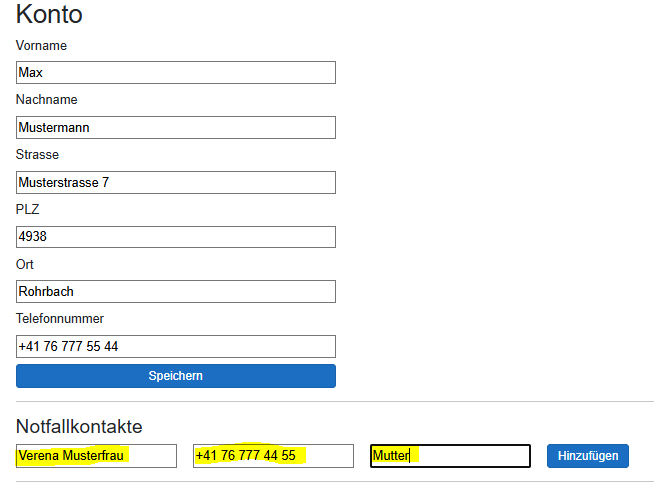 Konto
Vorname
Max
Nachname
Mustermann
Strasse
Musterstrasse 7
PLZ
4938
Ort
Rohrbach
Telefonnummer
+41 76 777 55 44
Speichern
Notfallkontakte
Verena Musterfrau +41 76 777 44 55 Mutter Hinzufügen